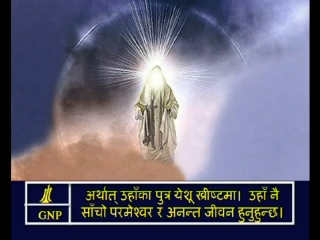 अर्थात् उहाँका पुत्र येशू ख्रीष्टमा। उहाँ नै
साँचो परमेश्वर र अनन्त जीवन हुनुहुन्छ।
GNP